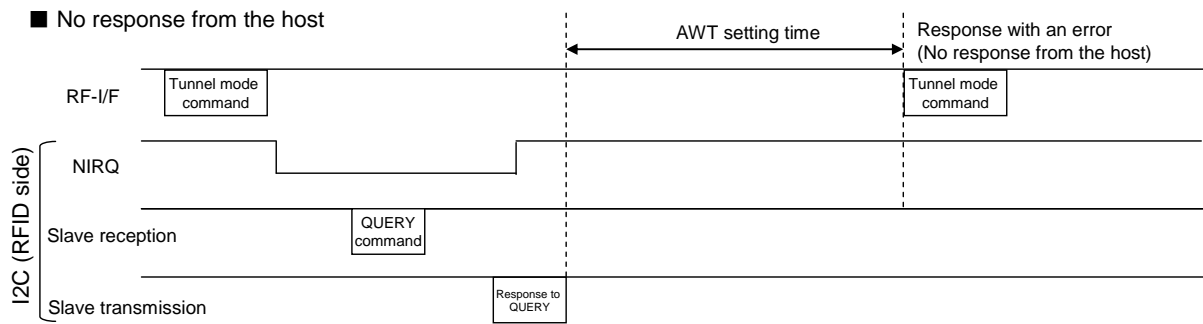 ■ No response from the host
AWT setting time
Response with an error
(No response from the host)
RF-I/F
Tunnel mode
command
Tunnel mode
command
I2C (RFID side)
NIRQ
Slave reception
QUERY
command
Slave transmission
Response to
QUERY